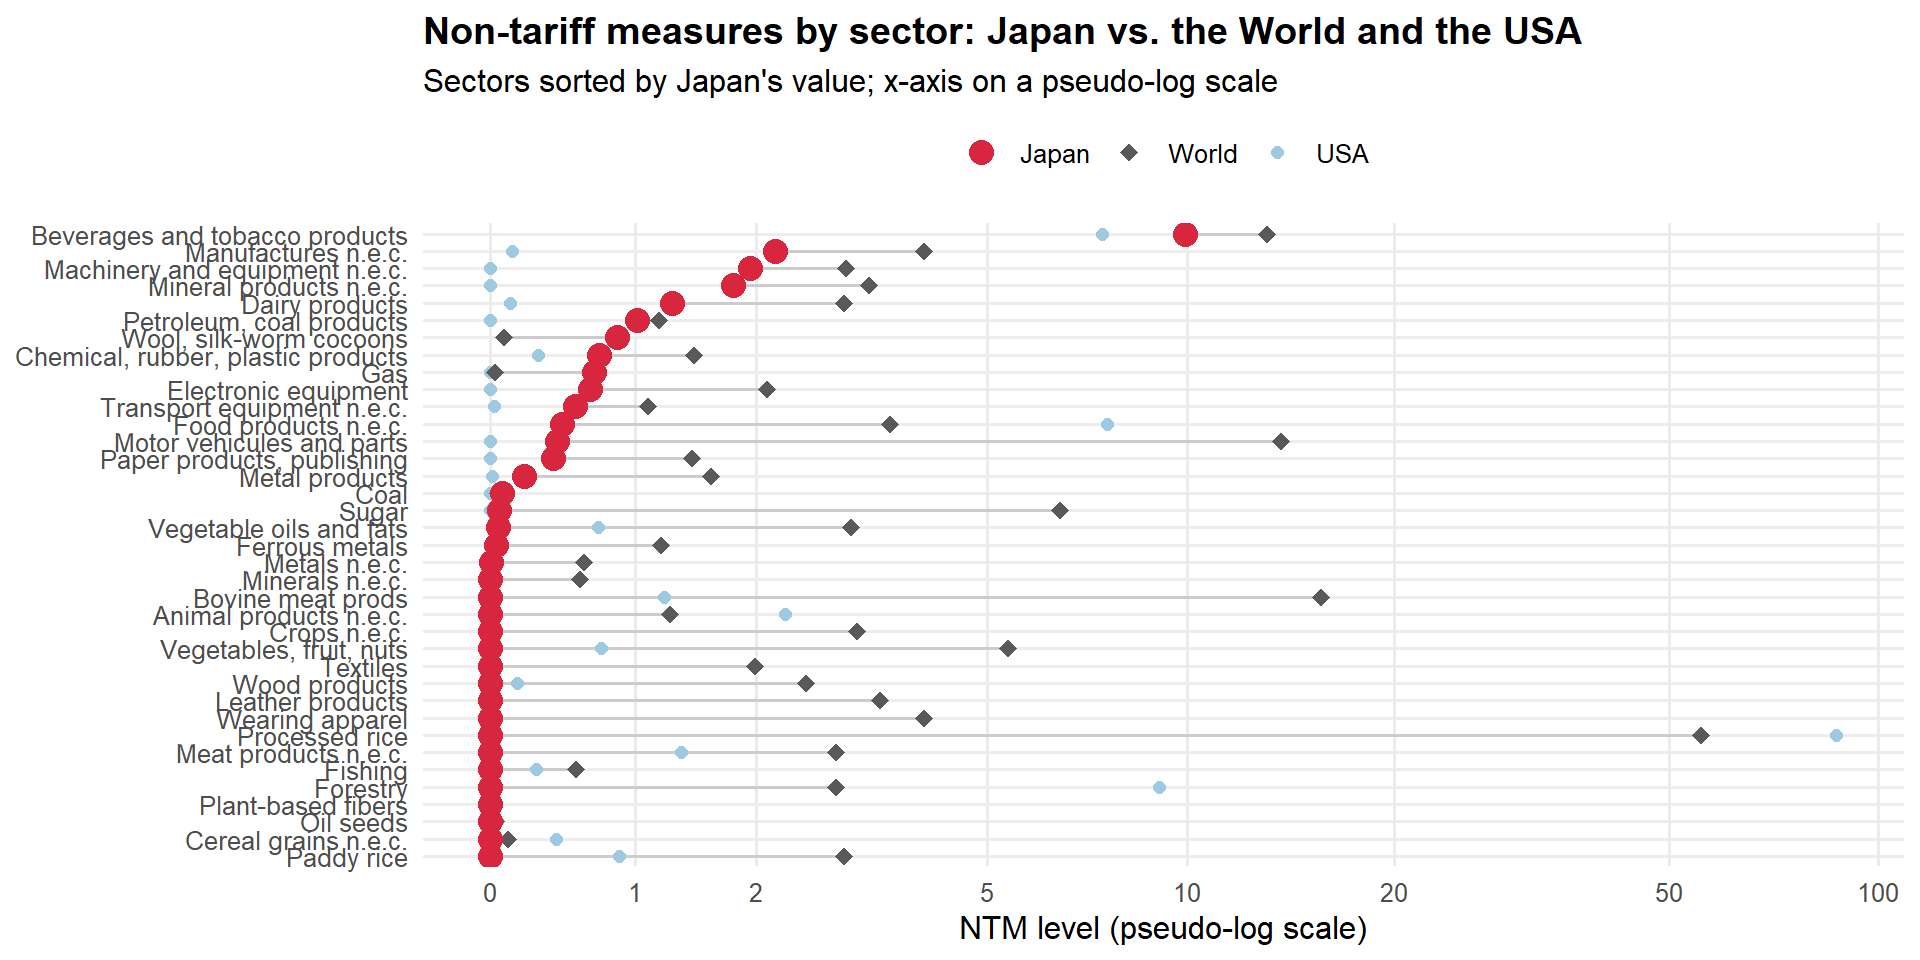 Non-tariff measures by sector: Japan vs. the World and the USA
Sectors sorted by Japan's value; x-axis on a pseudo-log scale
Japan World USA
Beverages and tobacco products
Manufactures n.e.c.
Machinery and equipment n.e.c.
Mineral products n.e.c.
Dairy products
Petroleum, coal products
Wool, silk-worm cocoons
Chemical, rubber, plastic products
Gas
Electronic equipment
Transport equipment n.e.c.
Food products n.e.c.
Motor vehicules and parts
Paper products, publishing
Metal products
Coal
Sugar
Vegetable oils and fats
Ferrous metals
Metals n.e.c.
Minerals n.e.c.
Bovine meat prods
Animal products n.e.c.
Crops n.e.c.
Vegetables, fruit, nuts
Textiles
Wood products
Leather products
Wearing apparel
Processed rice
Meat products n.e.c.
Fishing
Forestry
Plant-based fibers
Oil seeds
Cereal grains n.e.c.
Paddy rice
0 1 2 5 10 20 50 100
NTM level (pseudo-log scale)